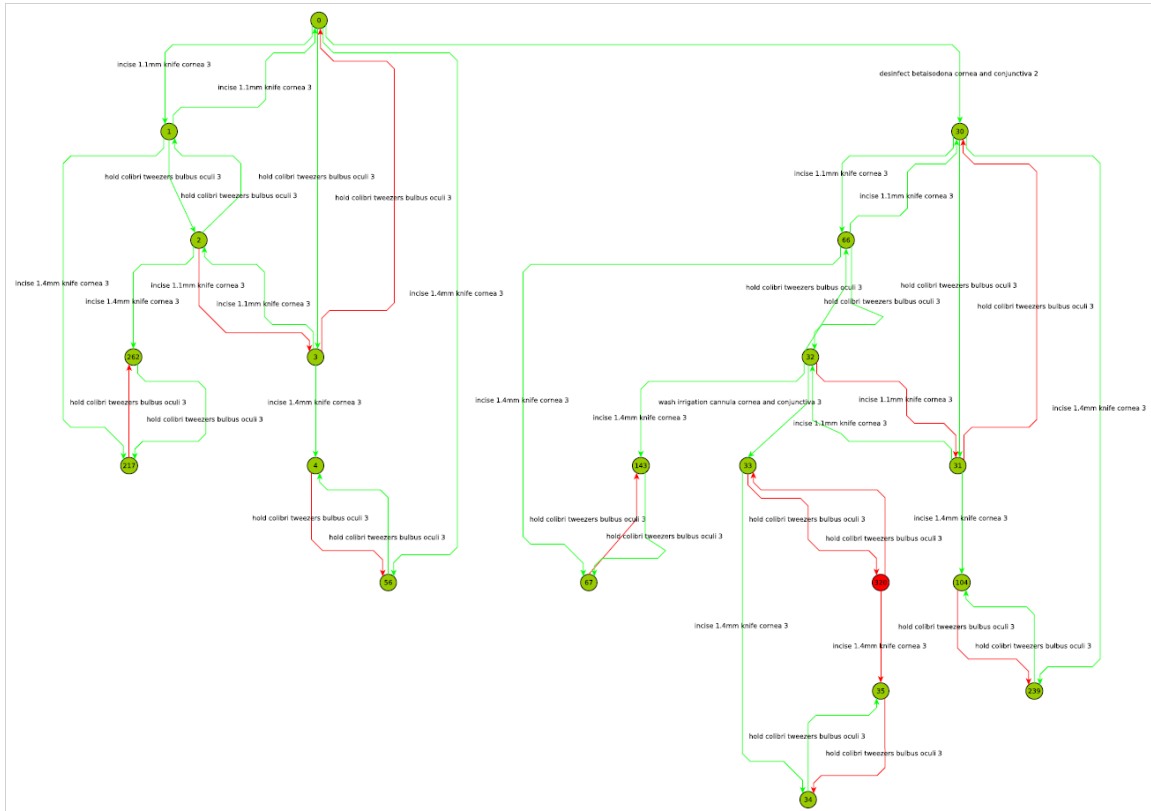 0
incise 1.1mm knife cornea 3
desinfect betaisedona cornea and conjunctiva 2
incise 1.1mm knife cornea 3
1
30
hold colibri tweezers bulbus oculi 3
hold colibri tweezers bulbus oculi 3
incise 1.1mm knife cornea 3
hold colibri tweezers bulbus oculi 3
hold colibri tweezers bulbus oculi 3
incise 1.1mm knife cornea 3
2
66
incise 1.4mm knife cornea 3
incise 1.1mm knife cornea 3
hold colibri tweezers bulbus oculi 3
hold colibri tweezers bulbus oculi 3
incise 1.4mm knife cornea 3
incise 1.4mm knife cornea 3
incise 1.1mm knife cornea 3
hold colibri tweezers bulbus oculi 3
hold colibri tweezers bulbus oculi 3
262
3
32
hold colibri tweezers bulbus oculi 3
incise 1.4mm knife cornea 3
incise 1.4mm knife cornea 3
wash irrigation cannula cornea and conjunctiva 3
incise 1.1mm knife cornea 3
incise 1.4mm knife cornea 3
hold colibri tweezers bulbus oculi 3
incise 1.4mm knife cornea 3
incise 1.1mm knife cornea 3
217
4
143
33
31
hold colibri tweezers bulbus oculi 3
hold colibri tweezers bulbus oculi 3
hold colibri tweezers bulbus oculi 3
incise 1.4mm knife cornea 3
hold colibri tweezers bulbus oculi 3
hold colibri tweezers bulbus oculi 3
hold colibri tweezers bulbus oculi 3
56
67
104
incise 1.4mm knife cornea 3
hold colibri tweezers bulbus oculi 3
incise 1.4mm knife cornea 3
hold colibri tweezers bulbus oculi 3
35
239
hold colibri tweezers bulbus oculi 3
hold colibri tweezers bulbus oculi 3
34